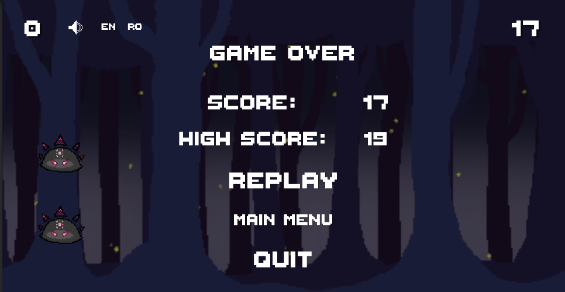 0 EN RO 17
GAME OVER
SCORE: 17
HIGH SCORE: 19
REPLAY
MAIN MENU
QUIT